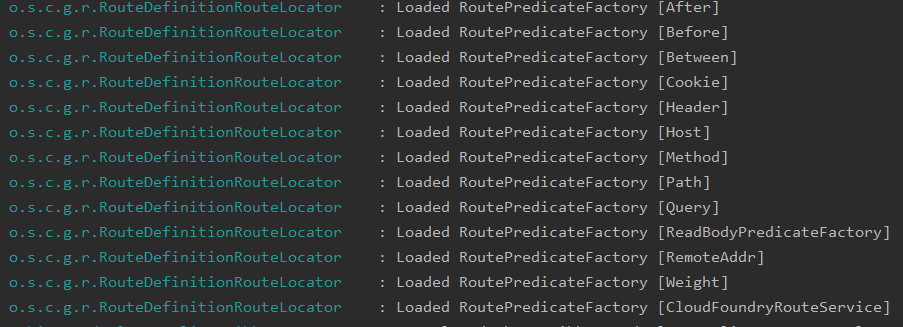 o.s.c.g.r.RouteDefinitionRouteLocator : Loaded RoutePredicateFactory [After]
o.s.c.g.r.RouteDefinitionRouteLocator : Loaded RoutePredicateFactory [Before]
o.s.c.g.r.RouteDefinitionRouteLocator : Loaded RoutePredicateFactory [Between]
o.s.c.g.r.RouteDefinitionRouteLocator : Loaded RoutePredicateFactory [Cookie]
o.s.c.g.r.RouteDefinitionRouteLocator : Loaded RoutePredicateFactory [Header]
o.s.c.g.r.RouteDefinitionRouteLocator : Loaded RoutePredicateFactory [Host]
o.s.c.g.r.RouteDefinitionRouteLocator : Loaded RoutePredicateFactory [Method]
o.s.c.g.r.RouteDefinitionRouteLocator : Loaded RoutePredicateFactory [Path]
o.s.c.g.r.RouteDefinitionRouteLocator : Loaded RoutePredicateFactory [Query]
o.s.c.g.r.RouteDefinitionRouteLocator : Loaded RoutePredicateFactory [ReadBodyPredicateFactory]
o.s.c.g.r.RouteDefinitionRouteLocator : Loaded RoutePredicateFactory [RemoteAddr]
o.s.c.g.r.RouteDefinitionRouteLocator : Loaded RoutePredicateFactory [Weight]
o.s.c.g.r.RouteDefinitionRouteLocator : Loaded RoutePredicateFactory [CloudFoundryRouteService]